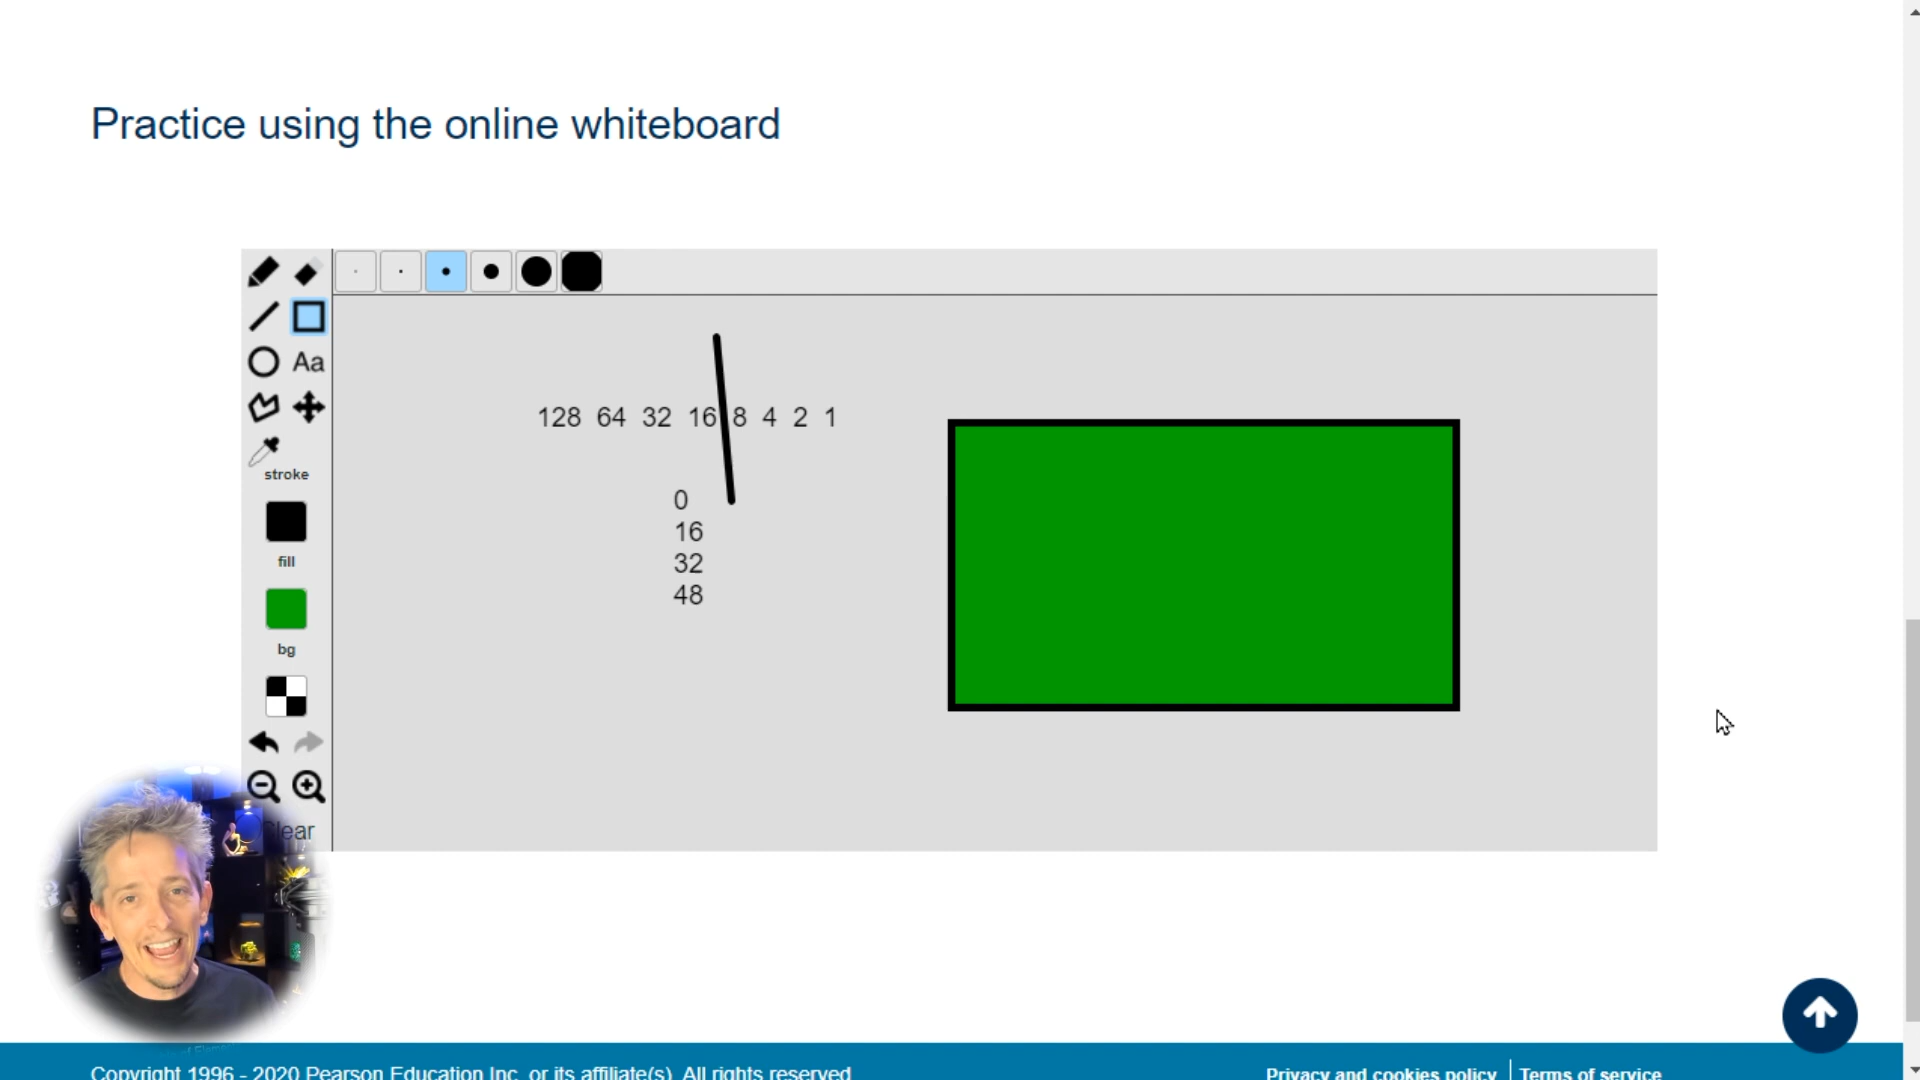 Practice using the online whiteboard
Aa
128 64 32 16 8 4 2 1
stroke
0
16
32
fill
48
bg
Clear
Copyright 1996 - 2020 Pearson Education Inc. or its affiliate(s). All rights reserved
Privacy and cookies policy | Terms of service